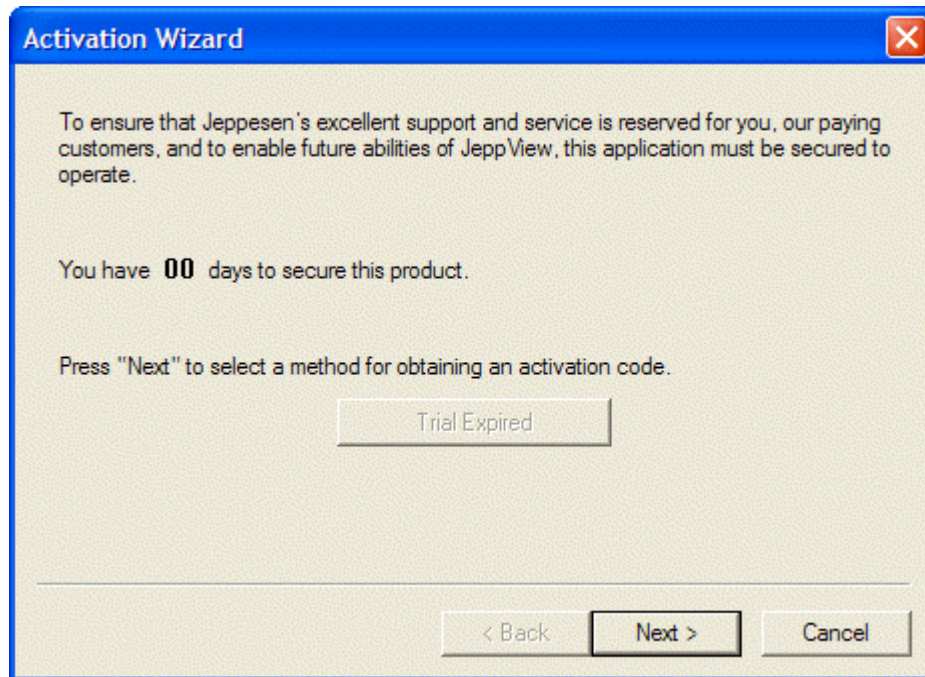 Activation Wizard
To ensure that Jeppesen's excellent support and service is reserved for you, our paying
customers, and to enable future abilities of JeppView, this application must be secured to
operate.
You have 00 days to secure this product.
Press "Next" to select a method for obtaining an activation code.
Trial Expired
< Back Next > Cancel